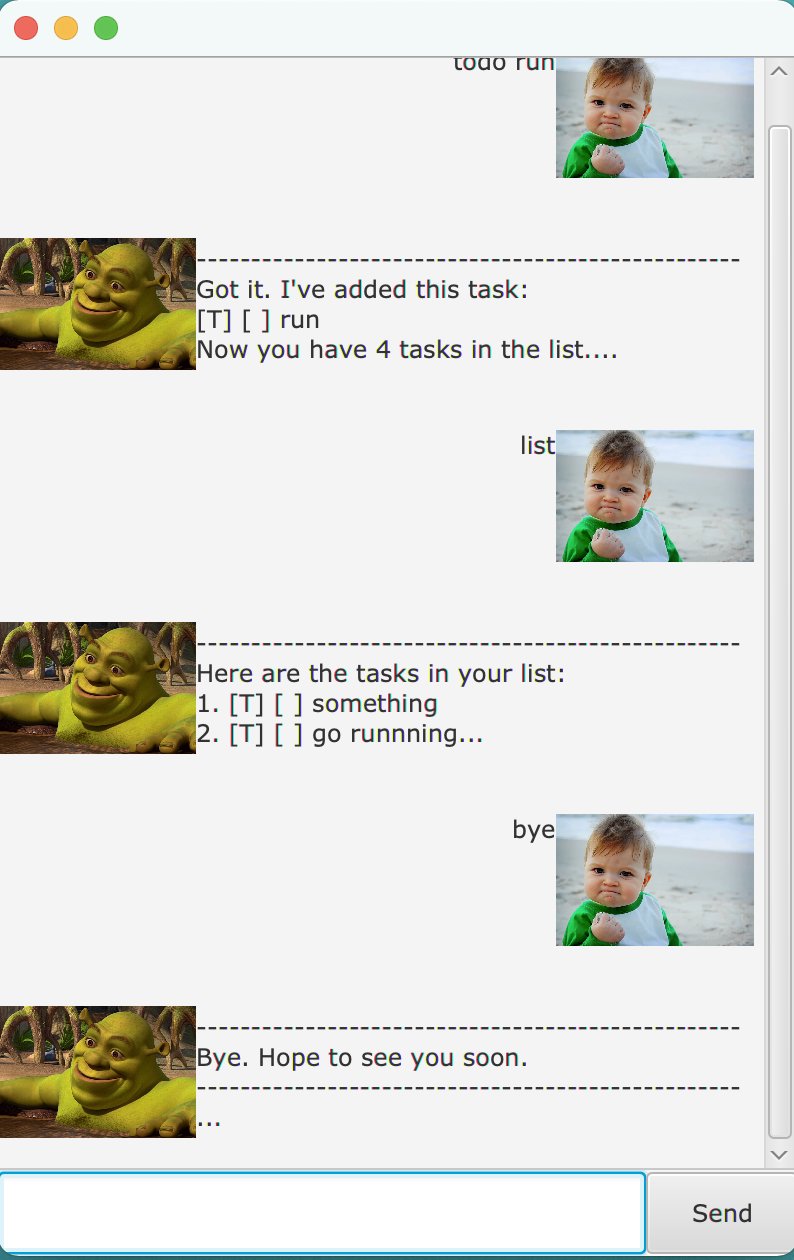 todo run
-------------------------------------------------
Got it. I've added this task:
[T] [ ] run
Now you have 4 tasks in the list....
list
-------------------------------------------------
Here are the tasks in your list:
1. [T] [ ] something
2. [T] [ ] go runnning...
bye
-------------------------------------------------
Bye. Hope to see you soon.
-------------------------------------------------
...
Send